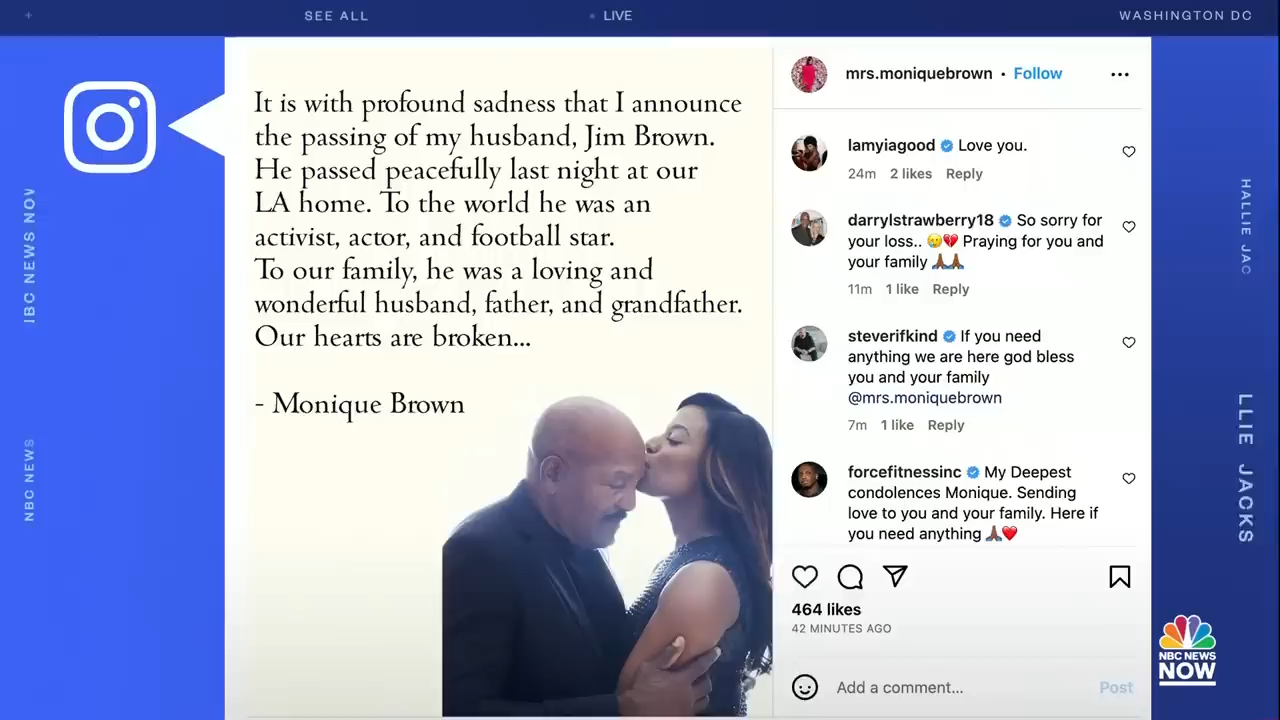 SEE ALL
LIVE
WASHINGTON DC
IBC NEWS NOV
NBC NEWS
It is with profound sadness that I announce
the passing of my husband, Jim Brown.
He passed peacefully last night at our
LA home. To the world he was an
activist, actor, and football star.
To our family, he was a loving and
wonderful husband, father, and grandfather.
Our hearts are broken...
- Monique Brown
mrs.moniquebrown • Follow
lamyiagood Love you.
24m 2 likes Reply
darrylstrawberry18 So sorry for
your loss.. 🥲💔 Praying for you and
your family 🙏🏾🙏🏾
11m 1 like Reply
steverifkind If you need
anything we are here god bless
you and your family
@mrs.moniquebrown
7m 1 like Reply
forcefitnessinc My Deepest
condolences Monique. Sending
love to you and your family. Here if
you need anything 🙏🏾❤️
464 likes
42 MINUTES AGO
Add a comment...
Post
HALLIE JAC
LLIE JACKS
NBC NEWS
NOW